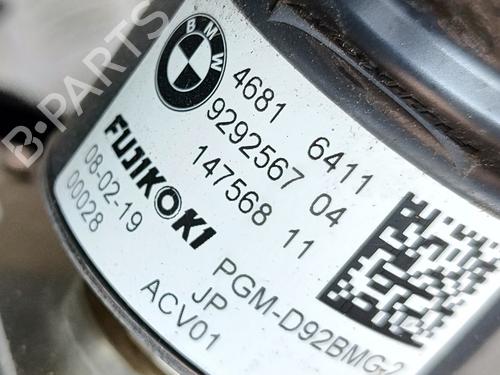 BMW
4681 6411
9292567 04
147568 11
FUJIKOKI
PGM-D92BMG-2
08-02-19
JP
00028
ACV01
B-PARTS